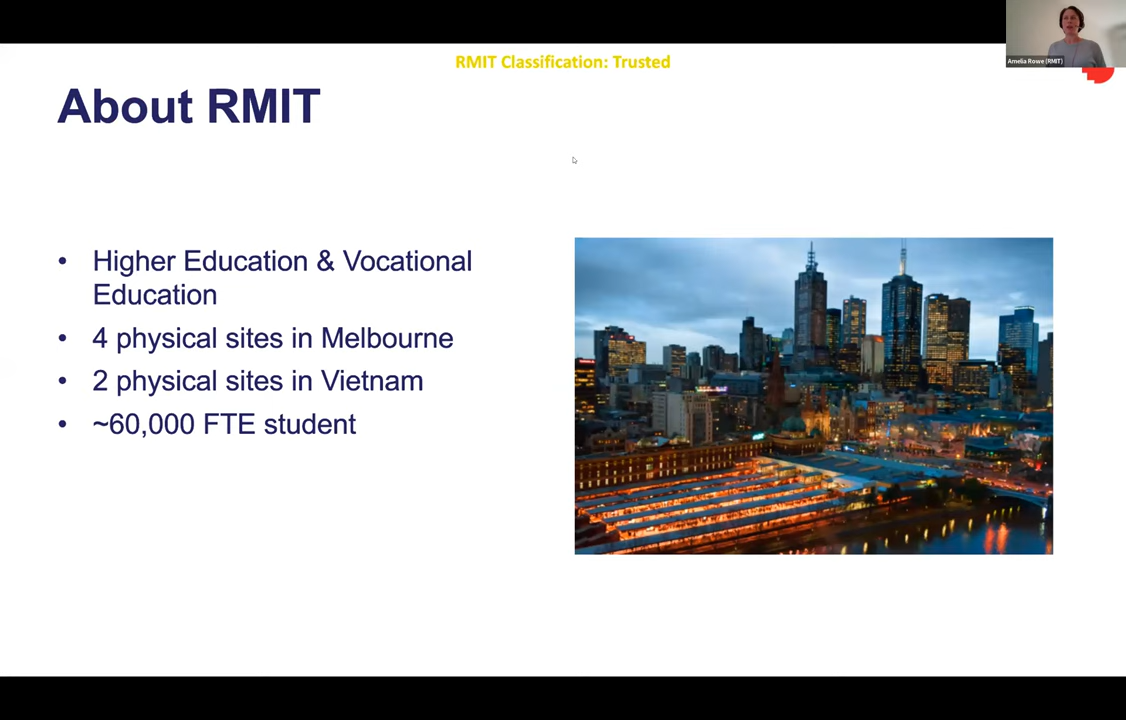 Amelia Rowe (RMIT)
RMIT Classification: Trusted
About RMIT
• Higher Education & Vocational
Education
• 4 physical sites in Melbourne
• 2 physical sites in Vietnam
• ~60,000 FTE student